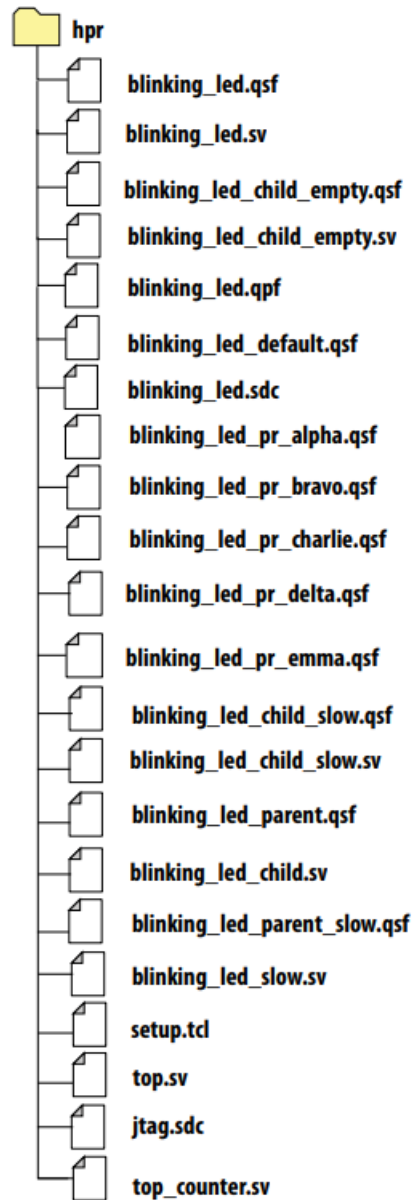 hpr
blinking_led.qsf
blinking_led.sv
blinking_led_child_empty.qsf
blinking_led_child_empty.sv
blinking_led.qpf
blinking_led_default.qsf
blinking_led.sdc
blinking_led_pr_alpha.qsf
blinking_led_pr_bravo.qsf
blinking_led_pr_charlie.qsf
blinking_led_pr_delta.qsf
blinking_led_pr_emma.qsf
blinking_led_child_slow.qsf
blinking_led_child_slow.sv
blinking_led_parent.qsf
blinking_led_child.sv
blinking_led_parent_slow.qsf
blinking_led_slow.sv
setup.tcl
top.sv
jtag.sdc
top_counter.sv